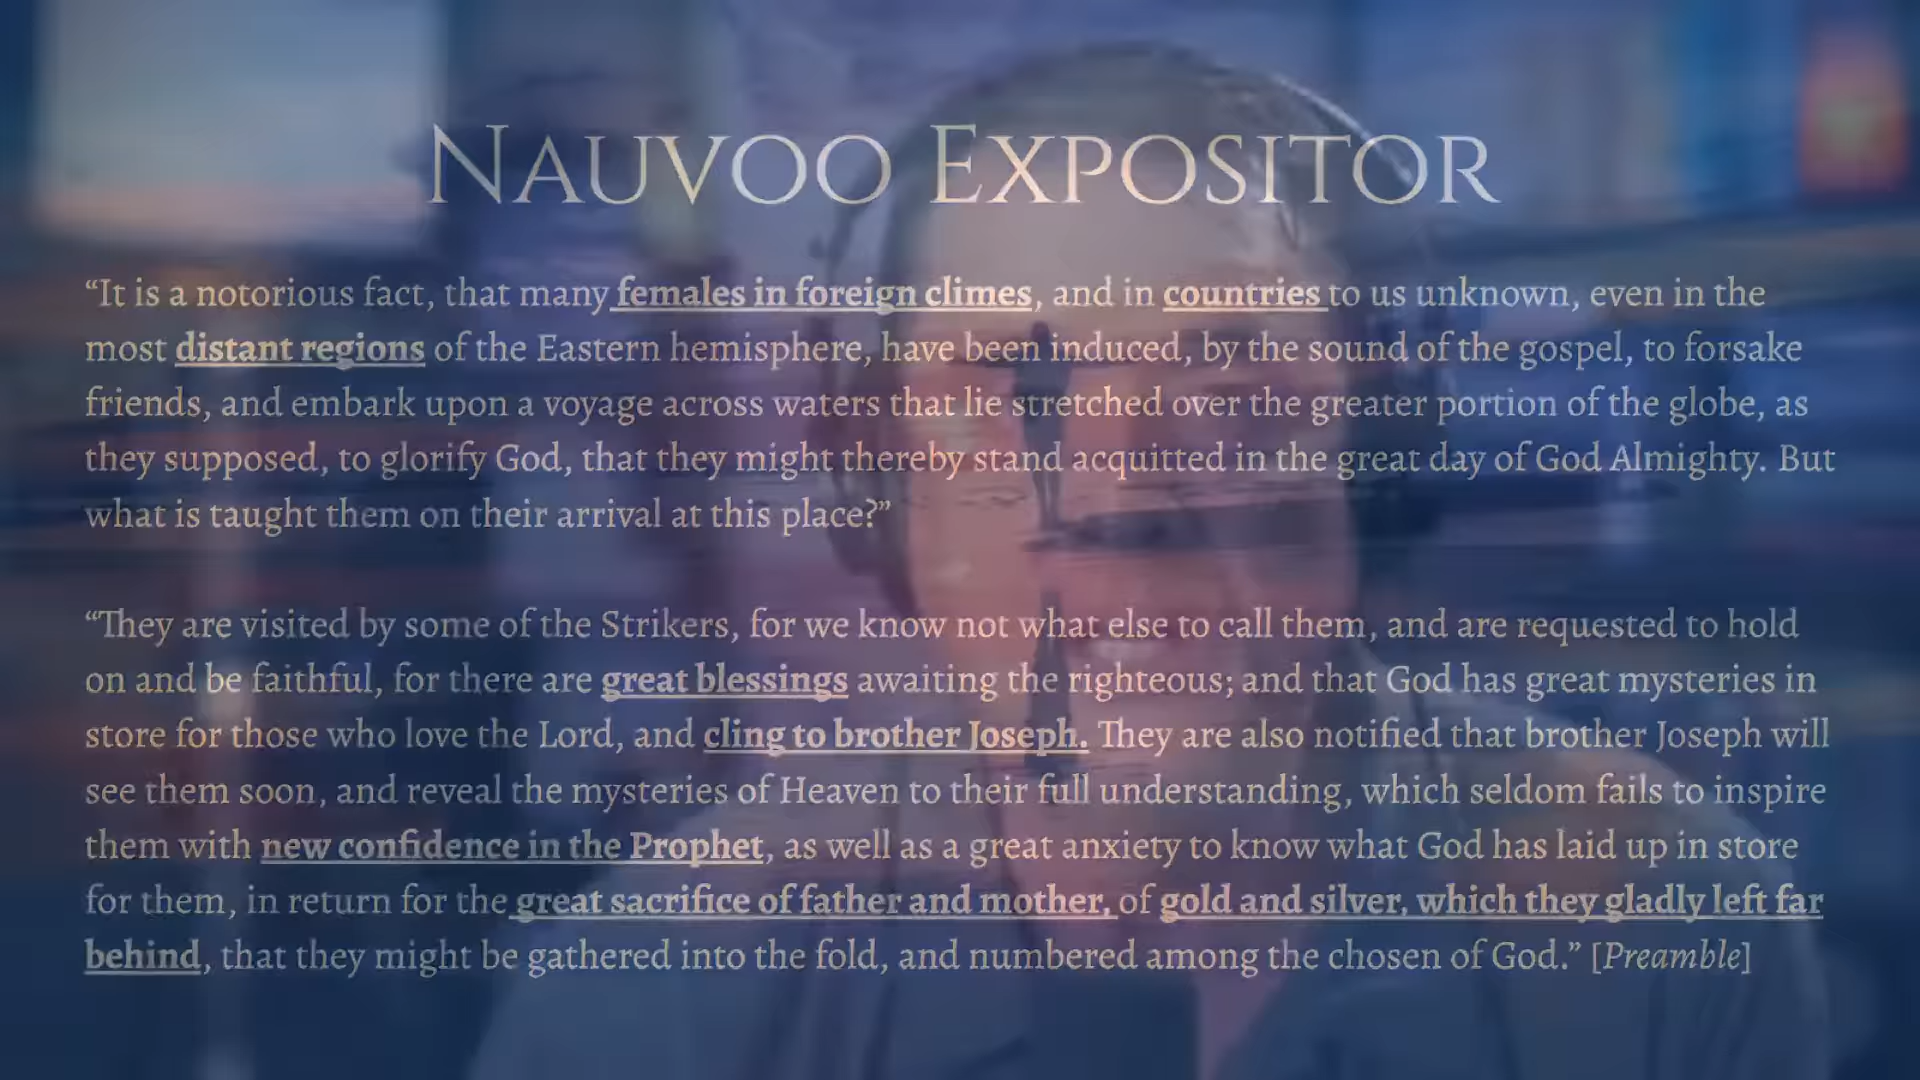 NAUVOO EXPOSITOR
“It is a notorious fact, that many females in foreign climes, and in countries to us unknown, even in the
most distant regions of the Eastern hemisphere, have been induced, by the sound of the gospel, to forsake
friends, and embark upon a voyage across waters that lie stretched over the greater portion of the globe, as
they supposed, to glorify God, that they might thereby stand acquitted in the great day of God Almighty. But
what is taught them on their arrival at this place?”
“They are visited by some of the Strikers, for we know not what else to call them, and are requested to hold
on and be faithful, for there are great blessings awaiting the righteous; and that God has great mysteries in
store for those who love the Lord, and cling to brother Joseph. They are also notified that brother Joseph will
see them soon, and reveal the mysteries of Heaven to their full understanding, which seldom fails to inspire
them with new confidence in the Prophet, as well as a great anxiety to know what God has laid up in store
for them, in return for the great sacrifice of father and mother, of gold and silver, which they gladly left far
behind, that they might be gathered into the fold, and numbered among the chosen of God.” [Preamble]